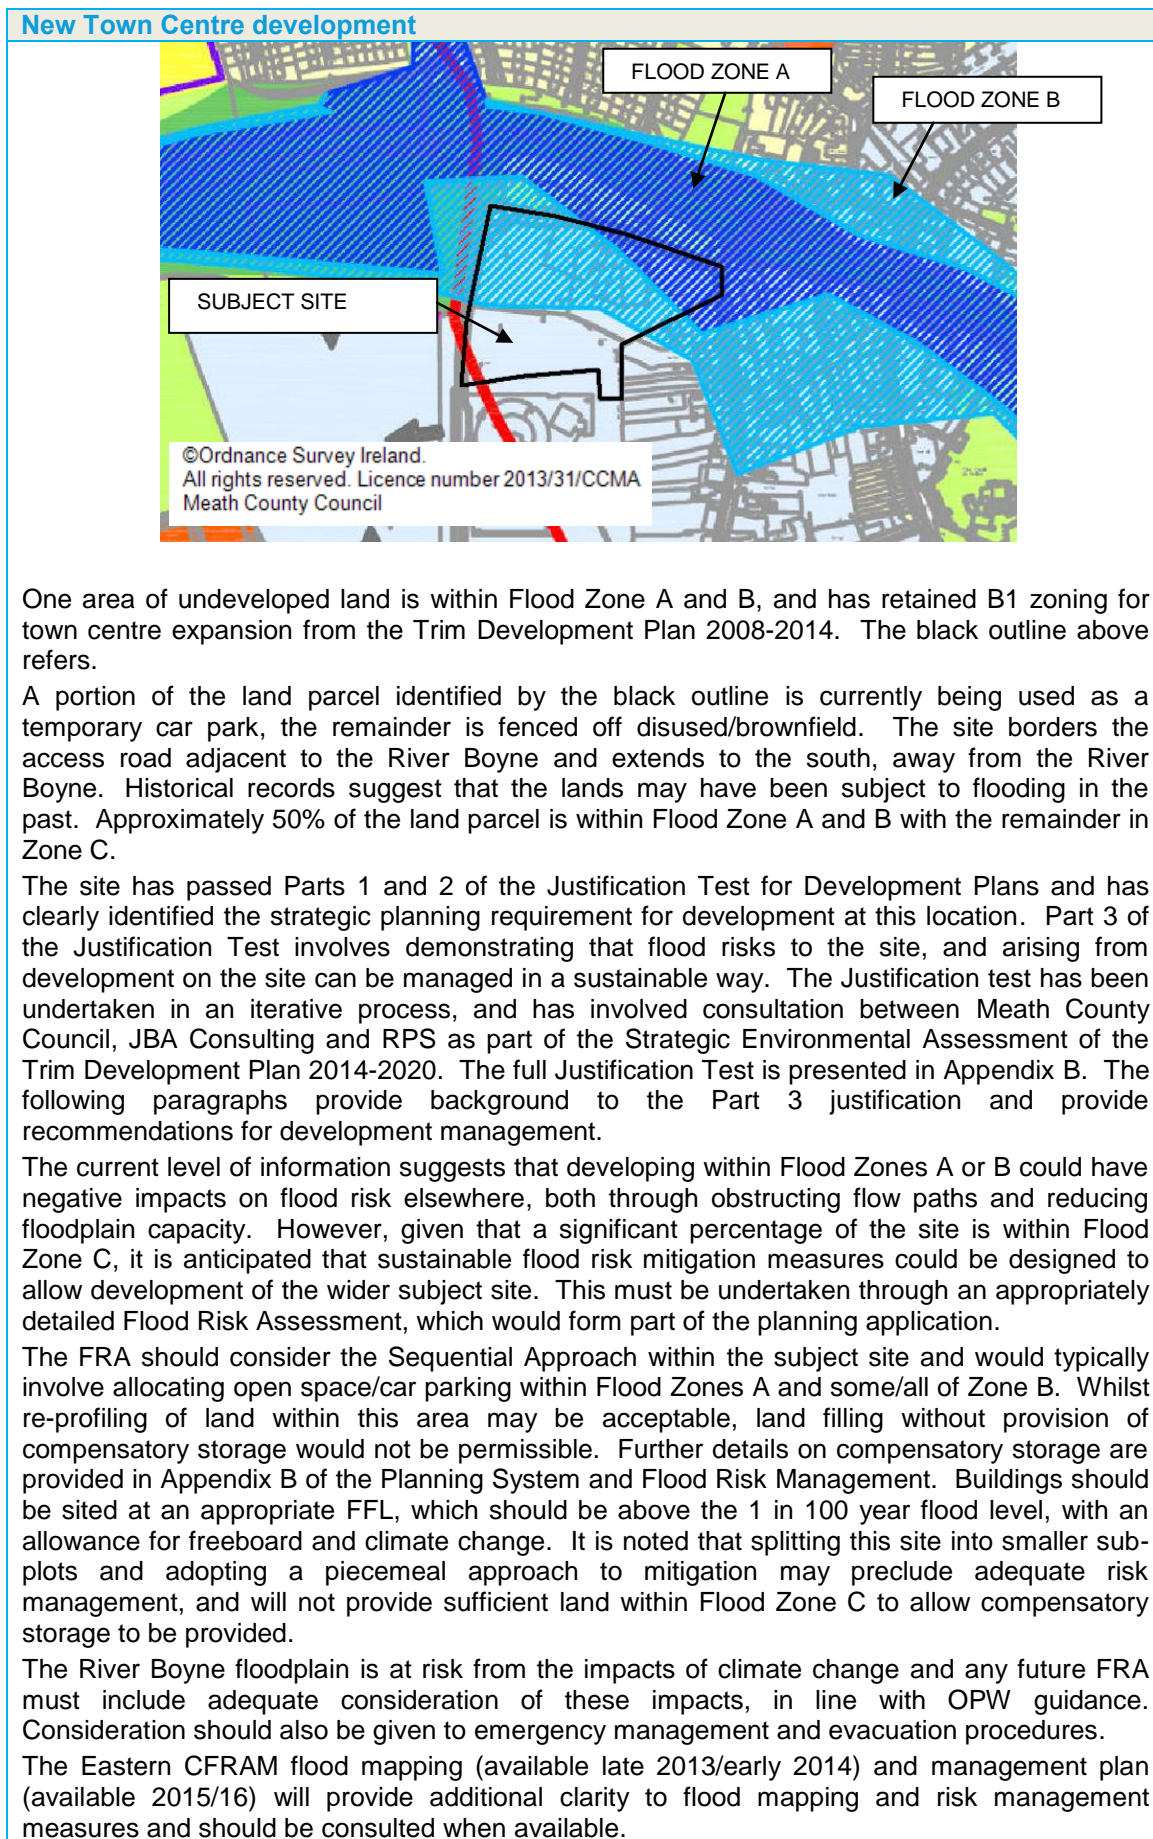 New Town Centre development
FLOOD ZONE A
FLOOD ZONE B
SUBJECT SITE
©Ordnance Survey Ireland.
All rights reserved. Licence number 2013/31/CCMA
Meath County Council
One area of undeveloped land is within Flood Zone A and B, and has retained B1 zoning for
town centre expansion from the Trim Development Plan 2008-2014. The black outline above
refers.
A portion of the land parcel identified by the black outline is currently being used as a
temporary car park, the remainder is fenced off disused/brownfield. The site borders the
access road adjacent to the River Boyne and extends to the south, away from the River
Boyne. Historical records suggest that the lands may have been subject to flooding in the
past. Approximately 50% of the land parcel is within Flood Zone A and B with the remainder in
Zone C.
The site has passed Parts 1 and 2 of the Justification Test for Development Plans and has
clearly identified the strategic planning requirement for development at this location. Part 3 of
the Justification Test involves demonstrating that flood risks to the site, and arising from
development on the site can be managed in a sustainable way. The Justification test has been
undertaken in an iterative process, and has involved consultation between Meath County
Council, JBA Consulting and RPS as part of the Strategic Environmental Assessment of the
Trim Development Plan 2014-2020. The full Justification Test is presented in Appendix B. The
following paragraphs provide background to the Part 3 justification and provide
recommendations for development management.
The current level of information suggests that developing within Flood Zones A or B could have
negative impacts on flood risk elsewhere, both through obstructing flow paths and reducing
floodplain capacity. However, given that a significant percentage of the site is within Flood
Zone C, it is anticipated that sustainable flood risk mitigation measures could be designed to
allow development of the wider subject site. This must be undertaken through an appropriately
detailed Flood Risk Assessment, which would form part of the planning application.
The FRA should consider the Sequential Approach within the subject site and would typically
involve allocating open space/car parking within Flood Zones A and some/all of Zone B. Whilst
re-profiling of land within this area may be acceptable, land filling without provision of
compensatory storage would not be permissible. Further details on compensatory storage are
provided in Appendix B of the Planning System and Flood Risk Management. Buildings should
be sited at an appropriate FFL, which should be above the 1 in 100 year flood level, with an
allowance for freeboard and climate change. It is noted that splitting this site into smaller sub-
plots and adopting a piecemeal approach to mitigation may preclude adequate risk
management, and will not provide sufficient land within Flood Zone C to allow compensatory
storage to be provided.
The River Boyne floodplain is at risk from the impacts of climate change and any future FRA
must include adequate consideration of these impacts, in line with OPW guidance.
Consideration should also be given to emergency management and evacuation procedures.
The Eastern CFRAM flood mapping (available late 2013/early 2014) and management plan
(available 2015/16) will provide additional clarity to flood mapping and risk management
measures and should be consulted when available.